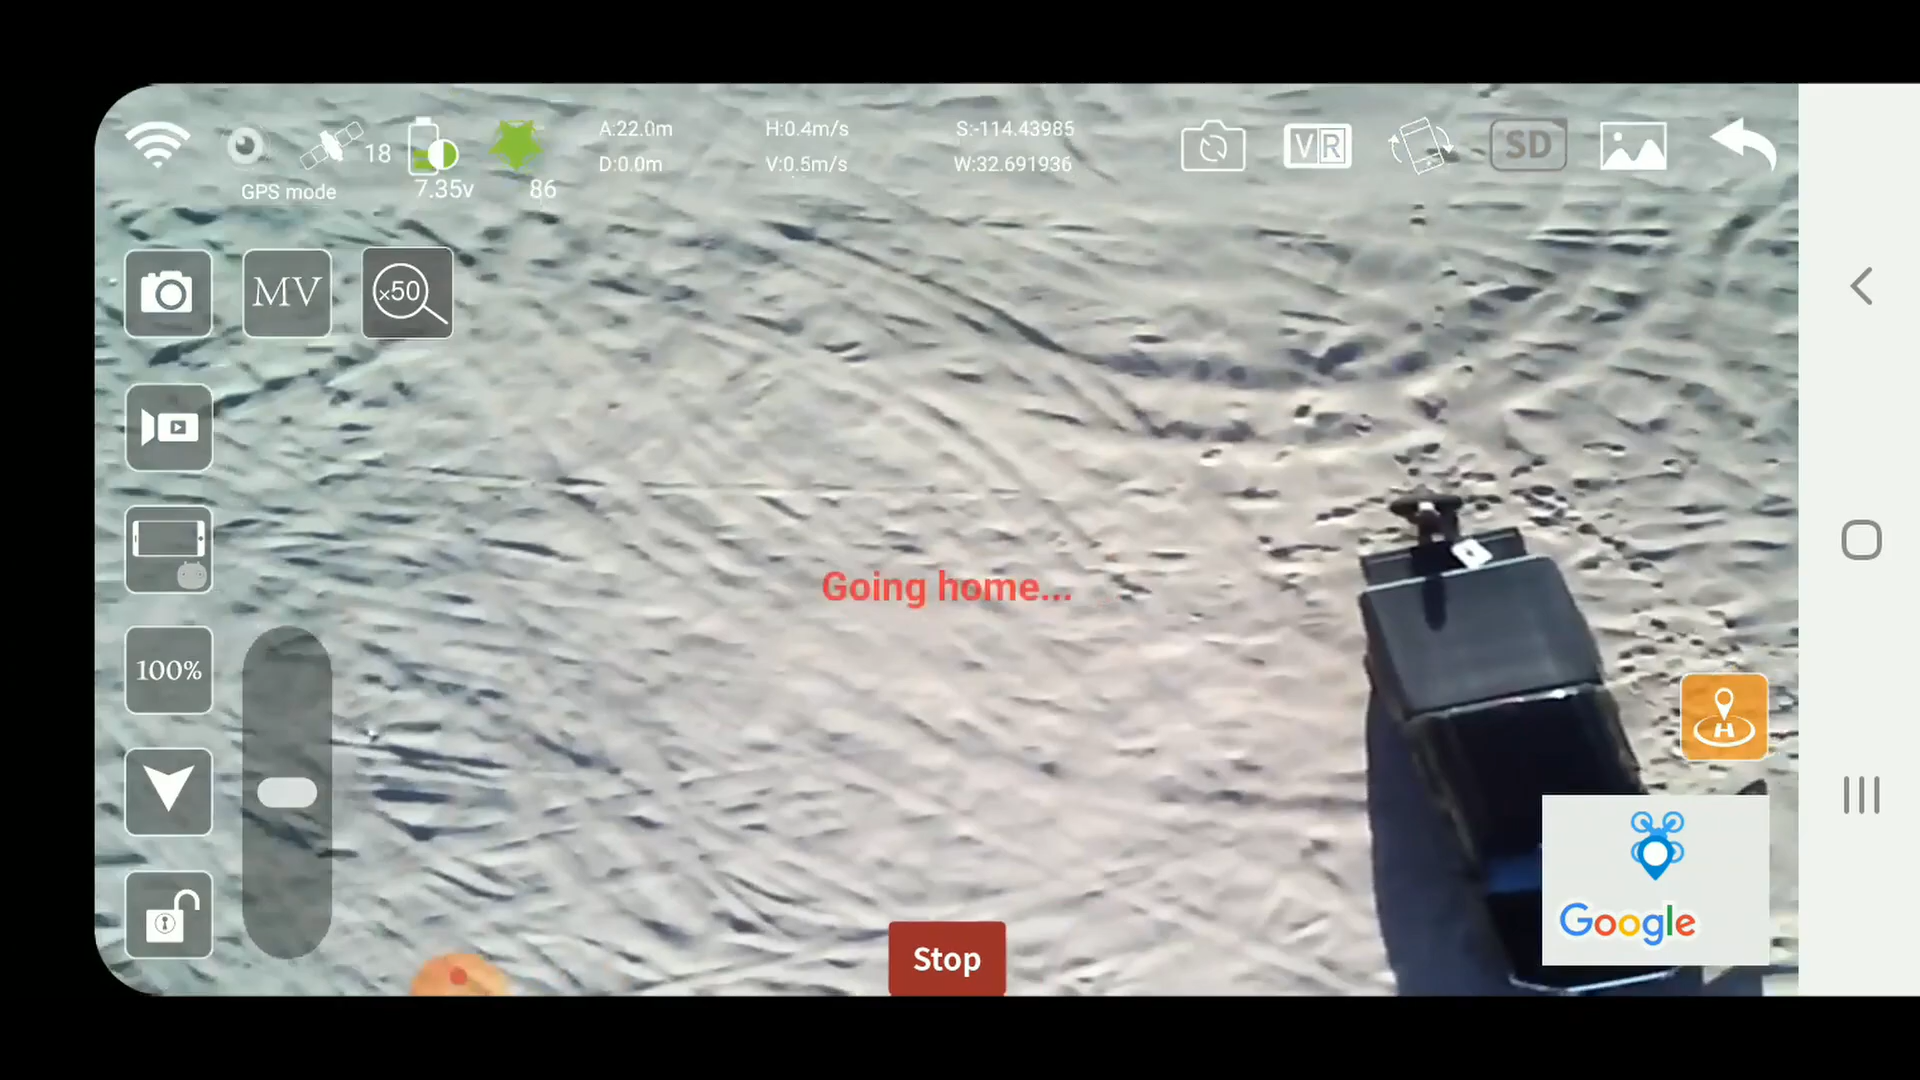 A:22.0m
H:0.4m/s
S:-114.43985
18
D:0.0m
V:0.5m/s
W:32.691936
V R
SD
GPS mode
7.35v
86
MV
x50
Going home...
100%
H
Google
Stop